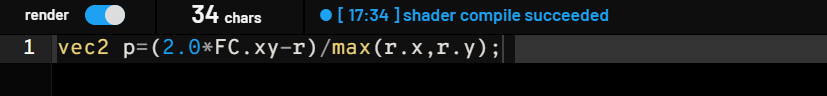 render 34 chars [ 17:34 ] shader compile succeeded
1 vec2 p=(2.0*FC.xy-r)/max(r.x,r.y);